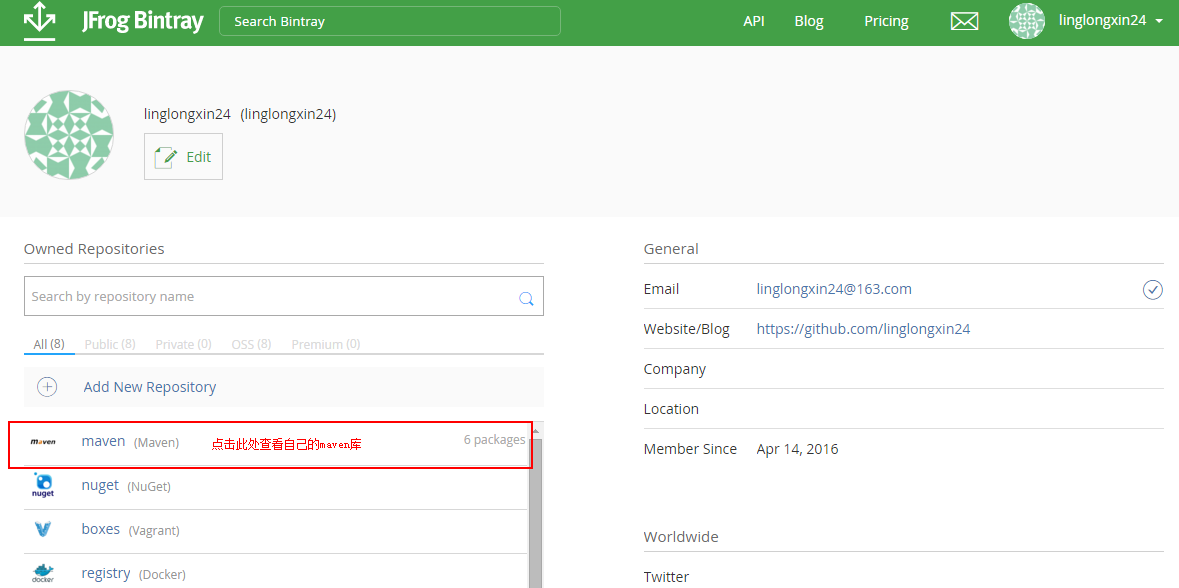 JFrog Bintray Search Bintray API Blog Pricing linglongxin24
linglongxin24 (linglongxin24)
Edit
Owned Repositories
Search by repository name
All (8) Public (8) Private (0) OSS (8) Premium (0)
Add New Repository
maven maven (Maven) 点击此处查看自己的maven库 6 packages
nuget nuget (NuGet)
boxes (Vagrant)
docker registry (Docker)
General
Email linglongxin24@163.com
Website/Blog https://github.com/linglongxin24
Company
Location
Member Since Apr 14, 2016
Worldwide
Twitter